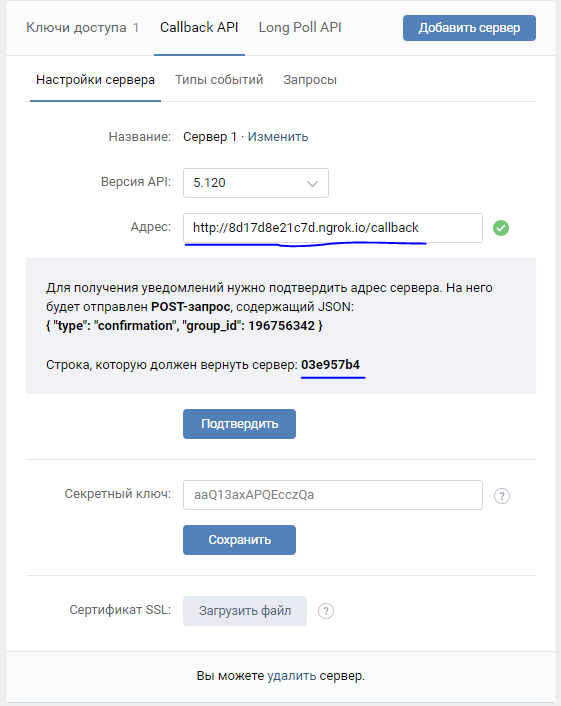 Ключи доступа 1 Callback API Long Poll API Добавить сервер
Настройки сервера Типы событий Запросы
Название: Сервер 1 · Изменить
Версия API: 5.120
Адрес: http://8d17d8e21c7d.ngrok.io/callback
Для получения уведомлений нужно подтвердить адрес сервера. На него
будет отправлен POST-запрос, содержащий JSON:
{ "type": "confirmation", "group_id": 196756342 }
Строка, которую должен вернуть сервер: 03e957b4
Подтвердить
Секретный ключ: aaQ13axAPQEcczQa ?
Сохранить
Сертификат SSL: Загрузить файл ?
Вы можете удалить сервер.